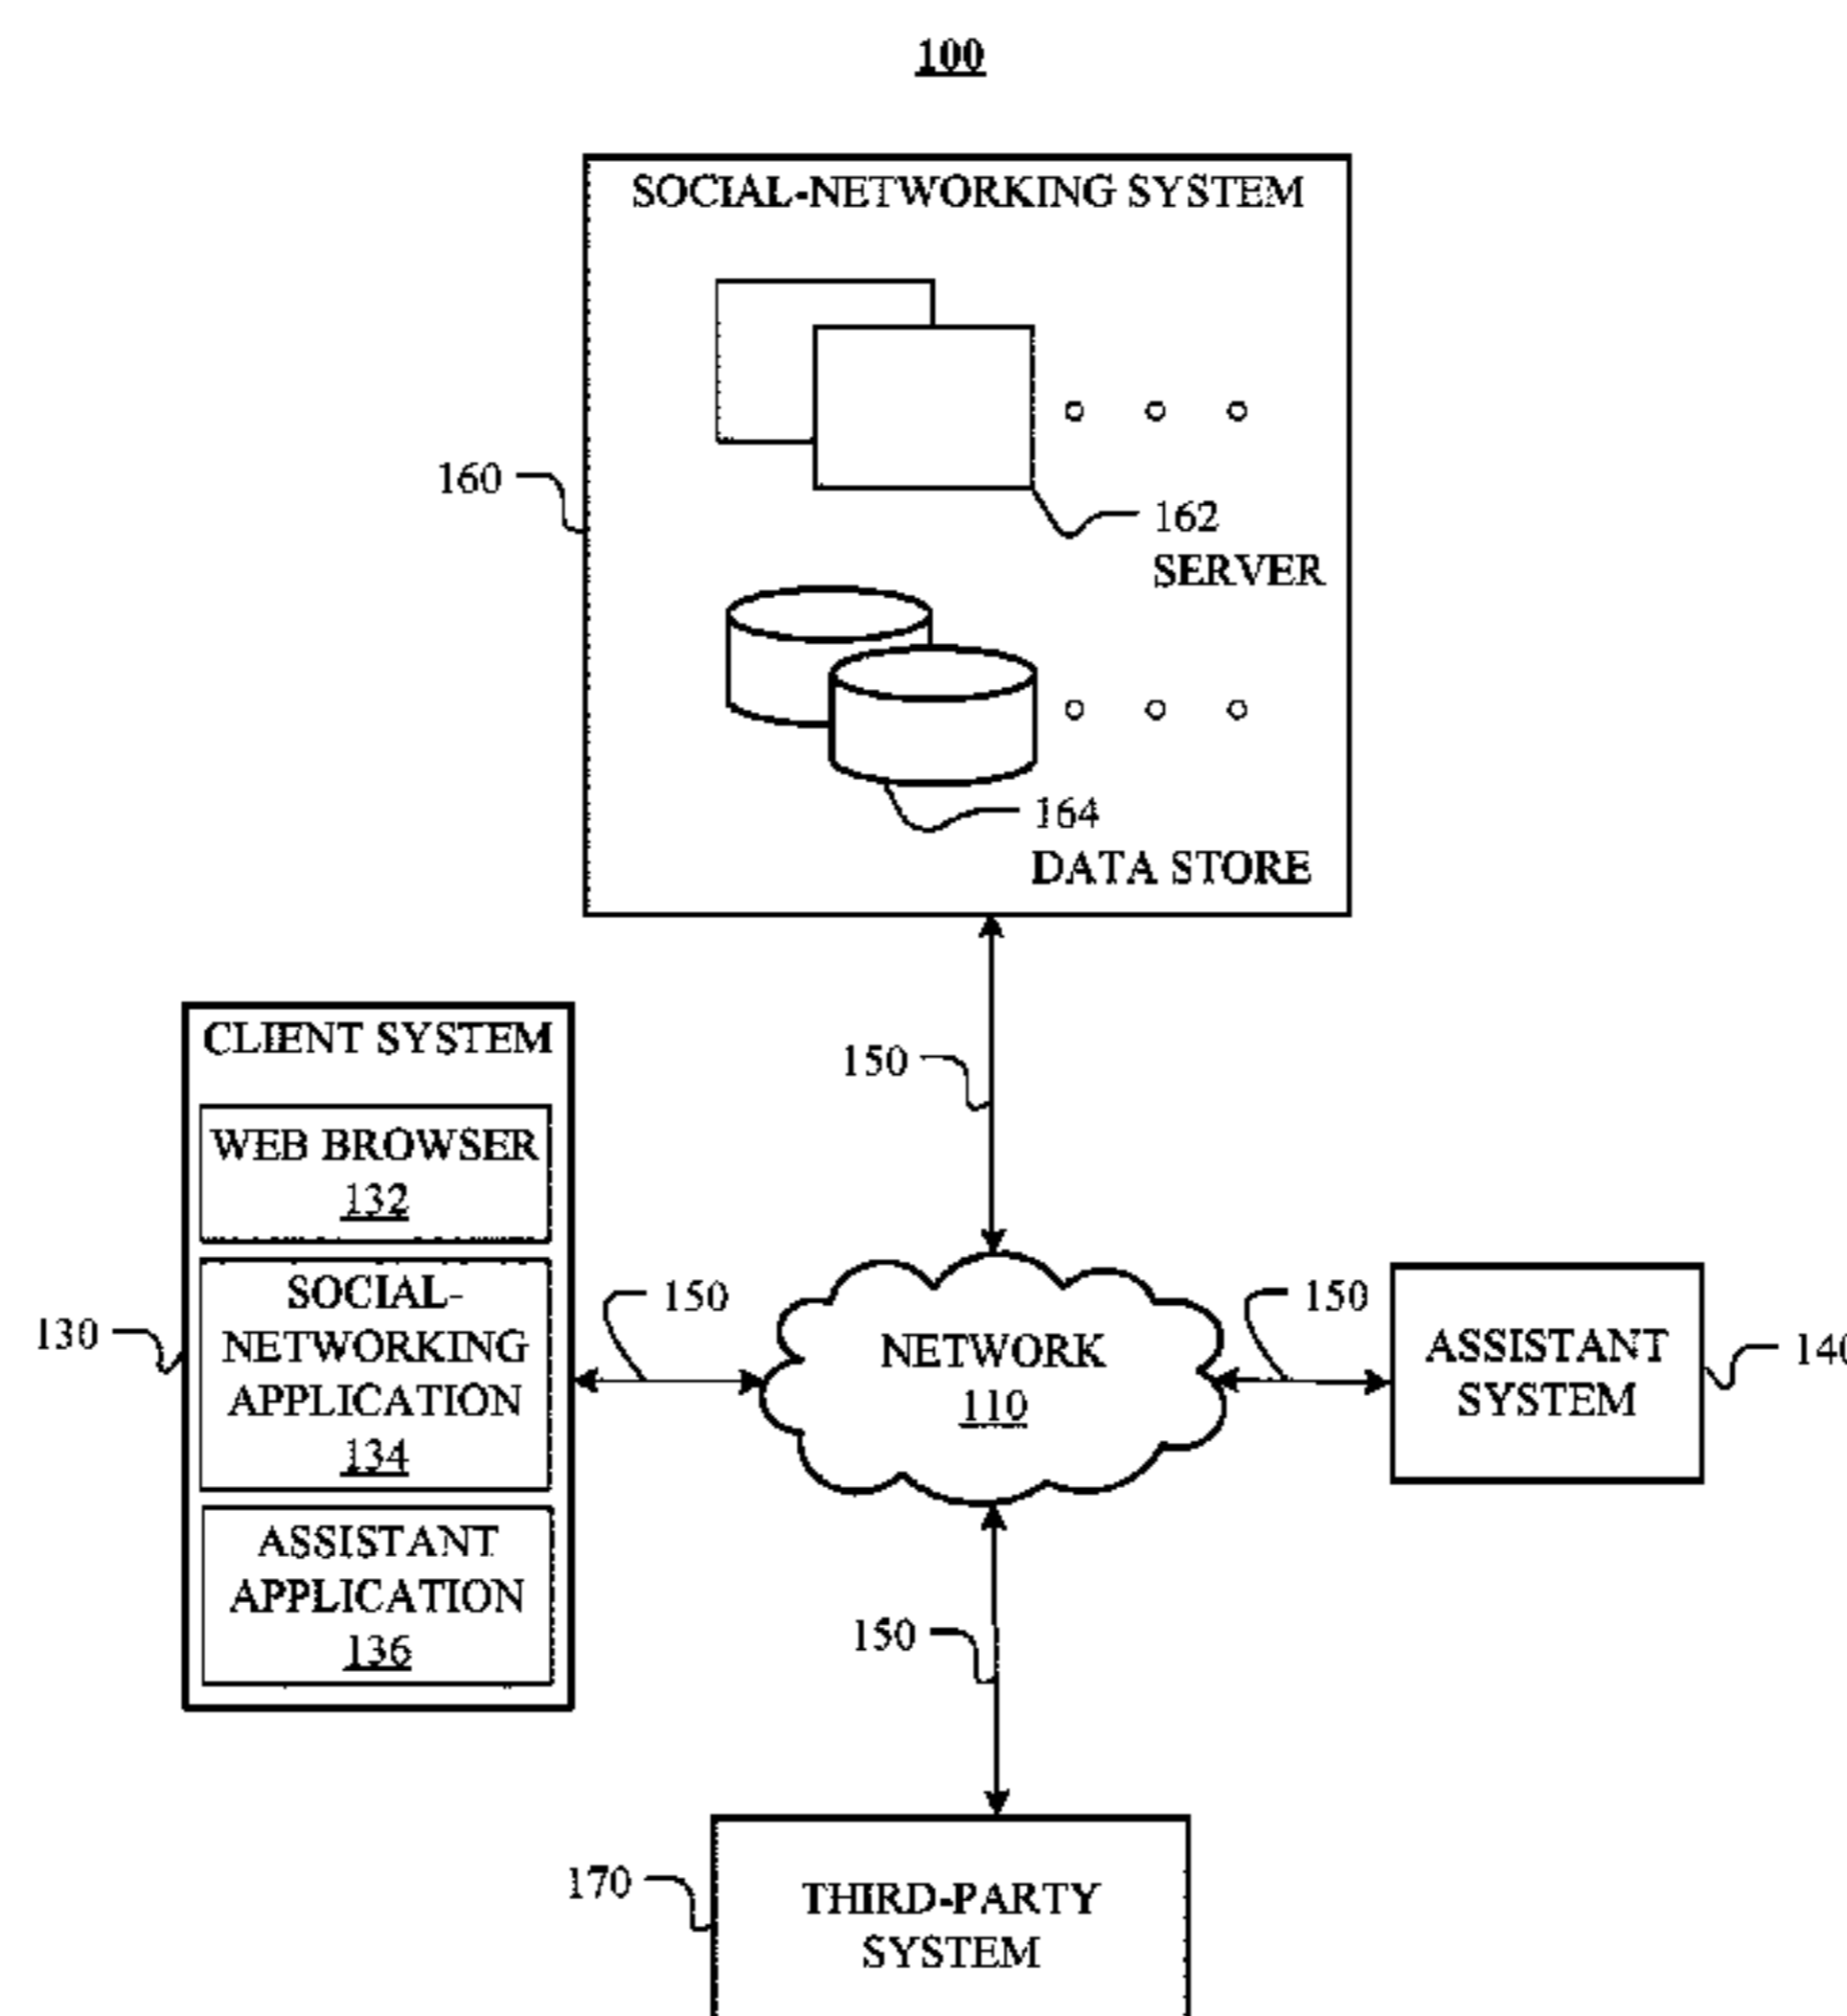 100
SOCIAL-NETWORKING SYSTEM
160
162
SERVER
164
DATA STORE
CLIENT SYSTEM
WEB BROWSER
132
SOCIAL-
NETWORKING
APPLICATION
134
ASSISTANT
APPLICATION
136
130
150
150
NETWORK
110
150
ASSISTANT
SYSTEM
140
150
170
THIRD-PARTY
SYSTEM